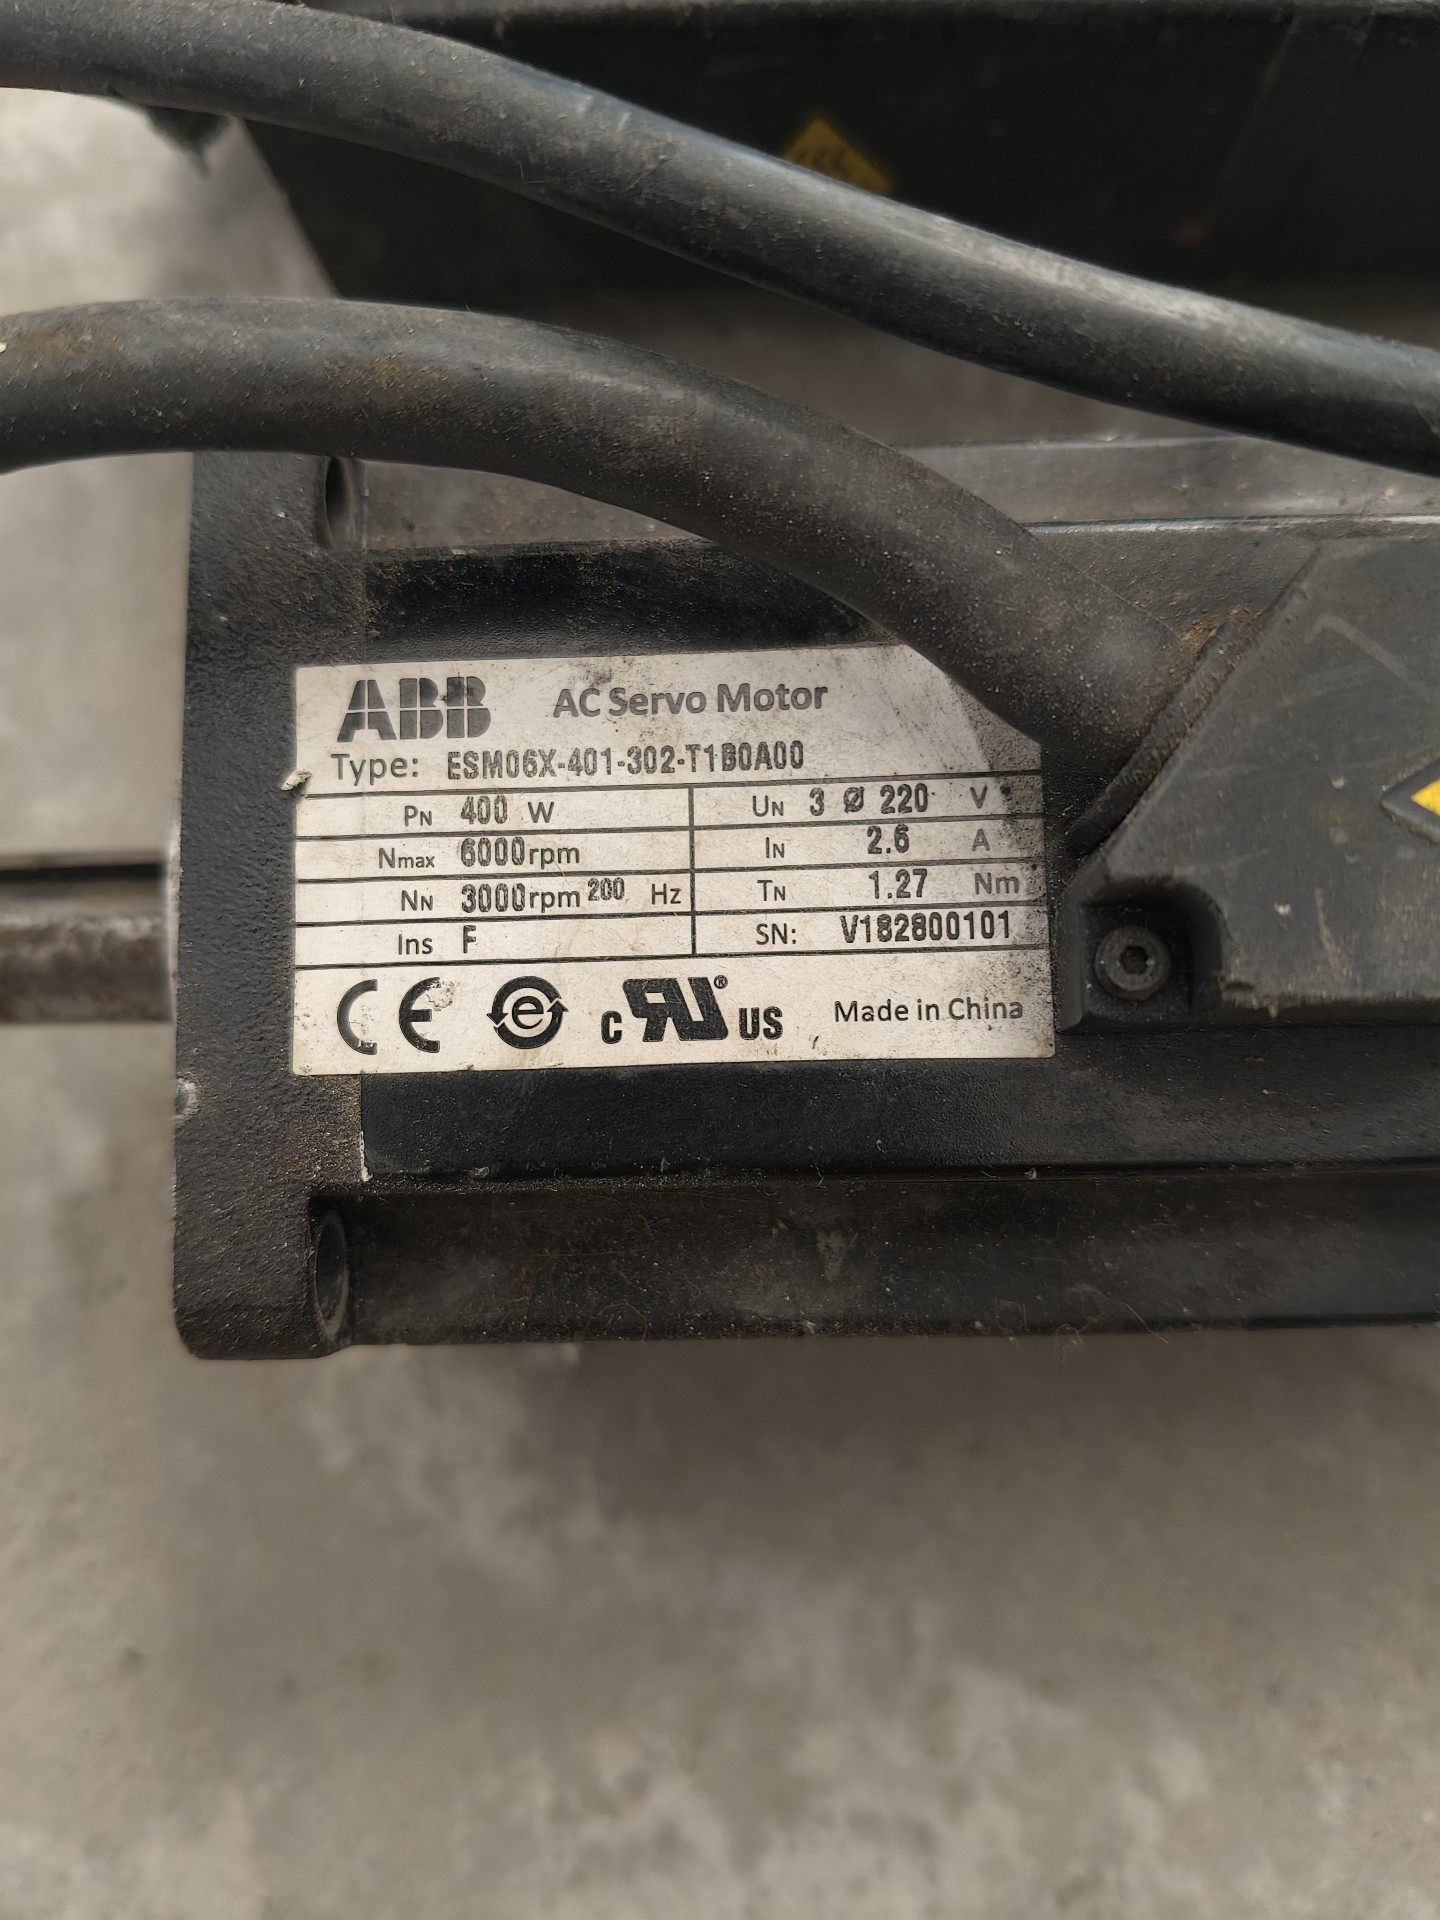 ABB AC Servo Motor
Type: ESM06X-401-302-T1B0A00
PN 400 W UN 3 Ø 220 V
Nmax 6000rpm IN 2.6 A
NN 3000rpm 200 Hz TN 1.27 Nm
Ins F SN: V182800101
CE e c RU ® US Made in China